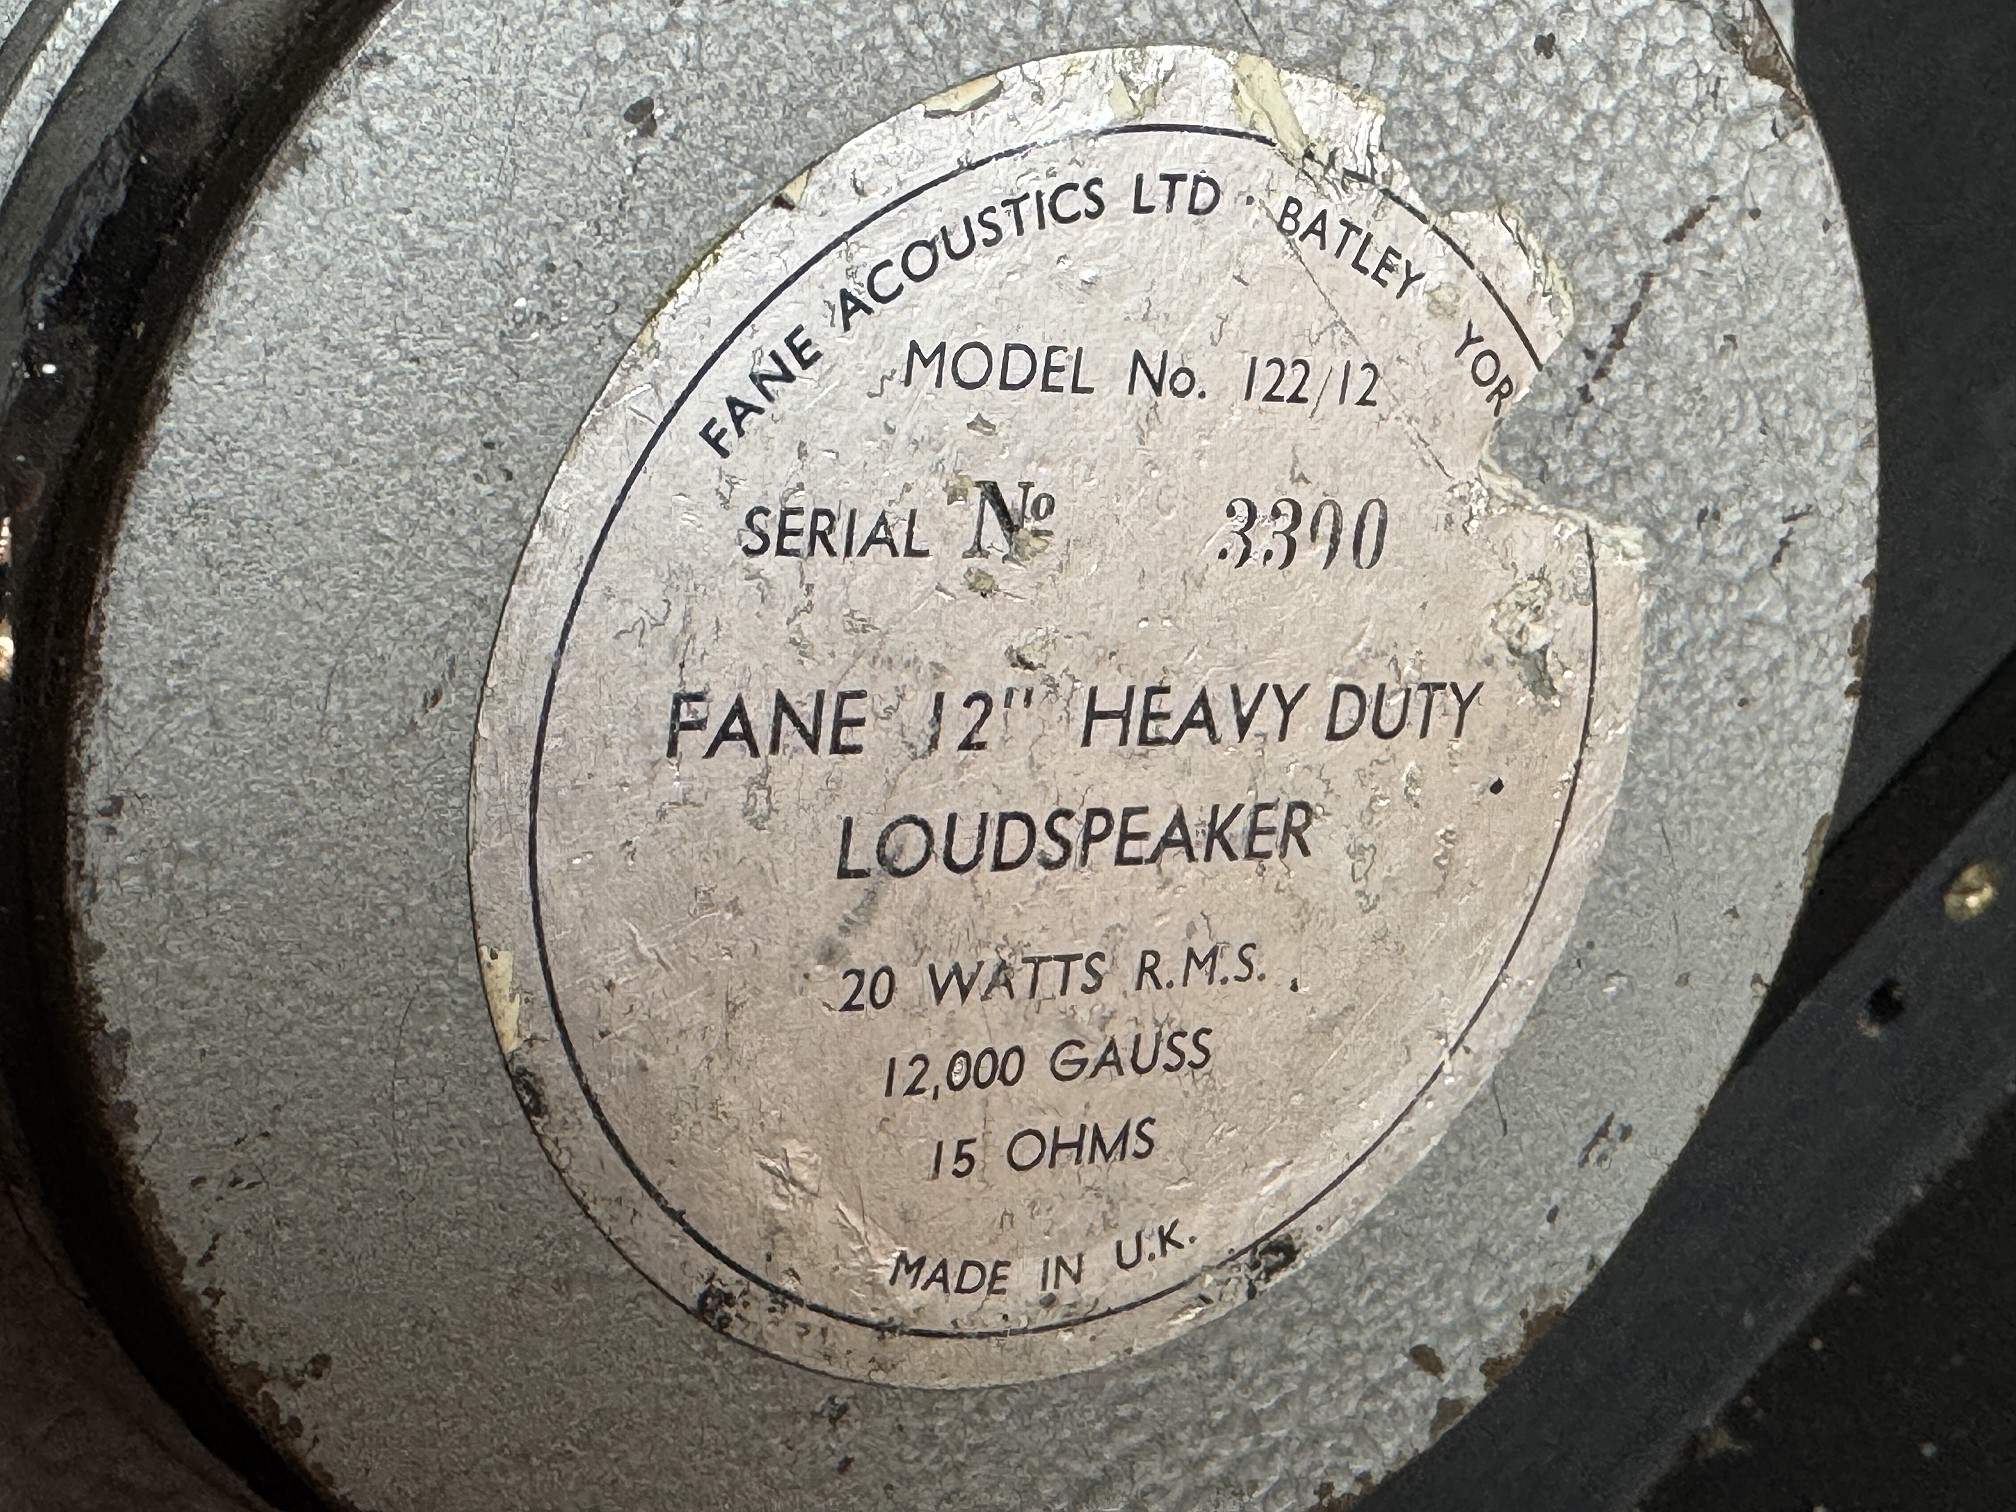 FANE ACOUSTICS LTD · BATLEY YOR
MODEL No. 122/12
SERIAL Nº 3390
FANE 12" HEAVY DUTY
LOUDSPEAKER
20 WATTS R.M.S.
12,000 GAUSS
15 OHMS
MADE IN U.K.